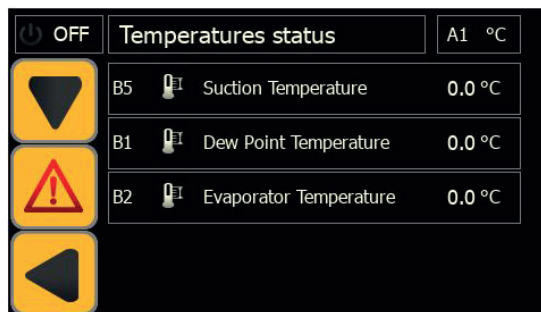 OFF Temperatures status A1 °C
B5 Suction Temperature 0.0 °C
B1 Dew Point Temperature 0.0 °C
B2 Evaporator Temperature 0.0 °C